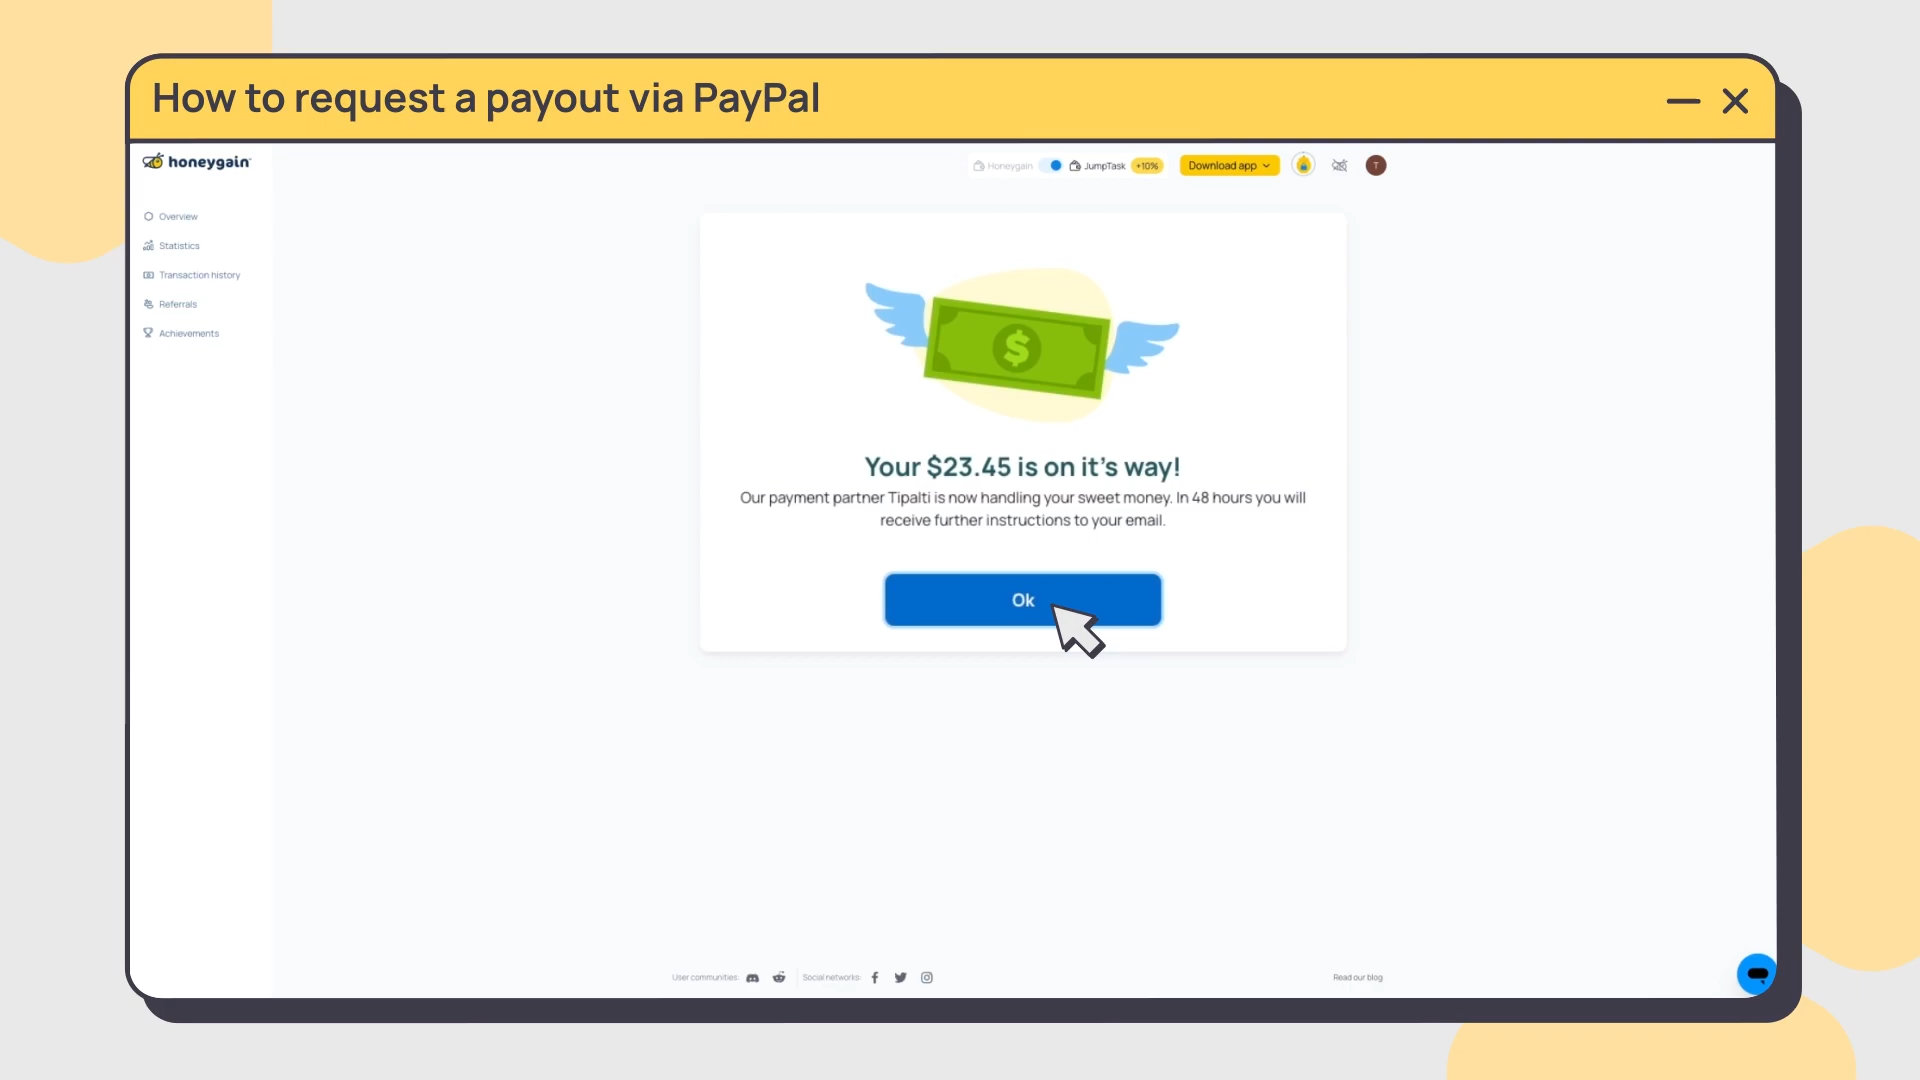 How to request a payout via PayPal
honeygain
Honeygain
JumpTask
+10%
Download app
T
Overview
Statistics
Transaction history
Referrals
Achievements
$
Your $23.45 is on it's way!
Our payment partner Tipalti is now handling your sweet money. In 48 hours you will
receive further instructions to your email.
Ok
User communities:
Social networks:
Read our blog